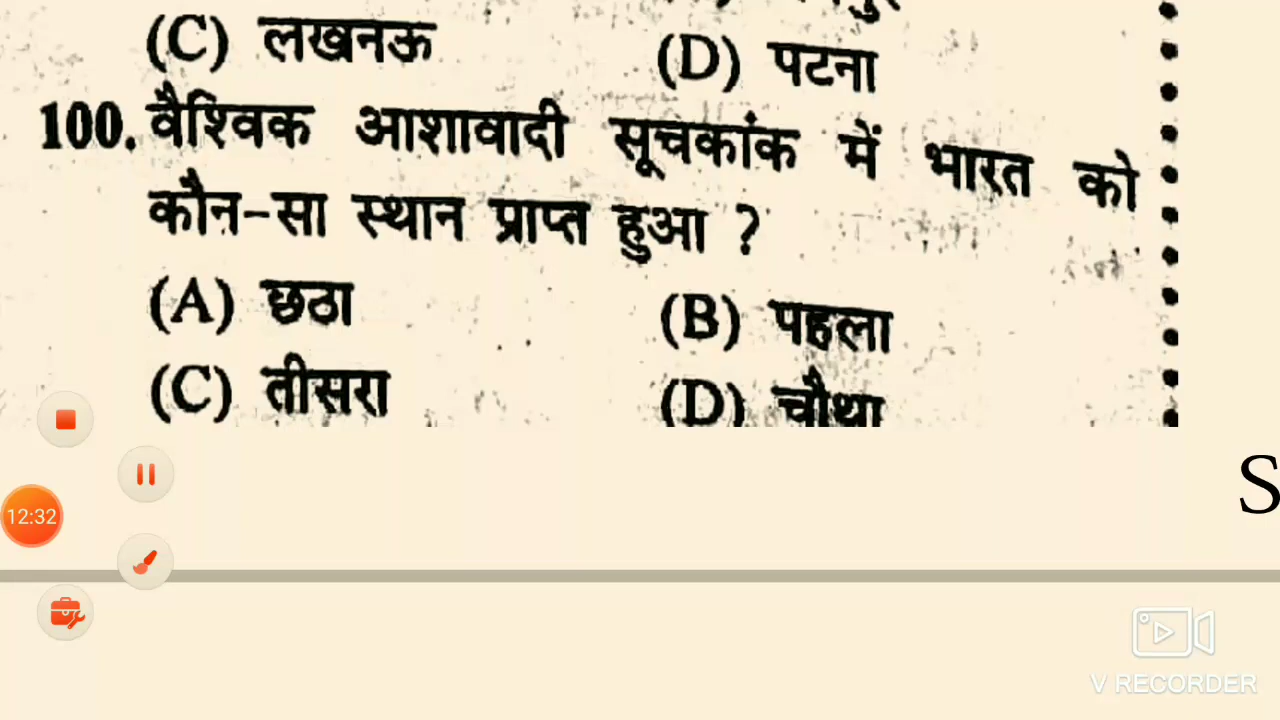 (C) लखनऊ (D) पटना
100. वैश्विक आशावादी सूचकांक में भारत को
कौन-सा स्थान प्राप्त हुआ ?
(A) छठा (B) पहला
(C) तीसरा (D) चौथा
S
12:32
V RECORDER